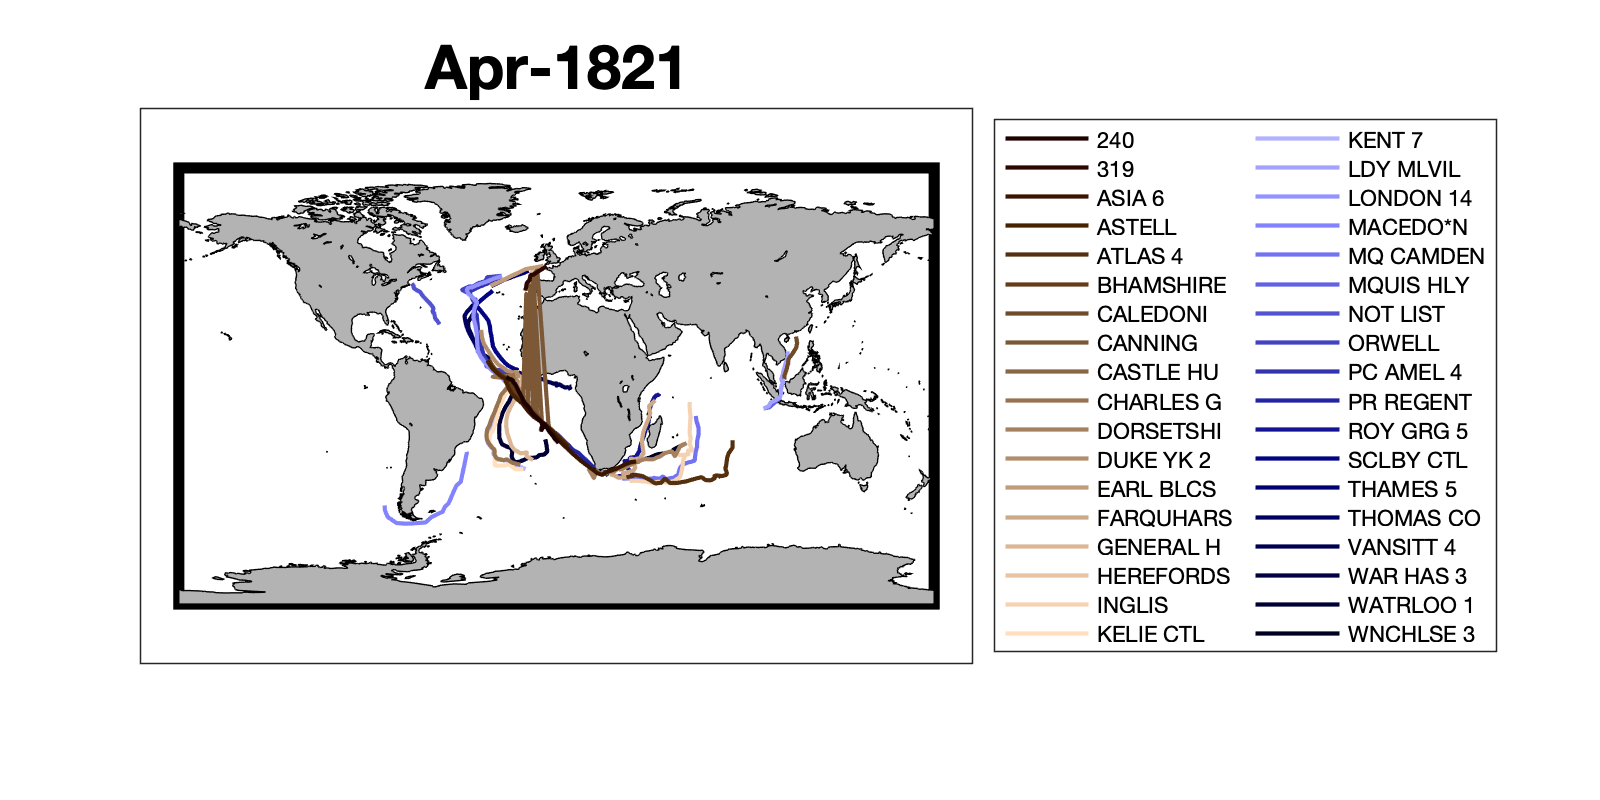 Apr-1821
240
319
ASIA 6
ASTELL
ATLAS 4
BHAMSHIRE
CALEDONI
CANNING
CASTLE HU
CHARLES G
DORSETSHI
DUKE YK 2
EARL BLCS
FARQUHARS
GENERAL H
HEREFORDS
INGLIS
KELIE CTL
KENT 7
LDY MLVIL
LONDON 14
MACEDO*N
MQ CAMDEN
MQUIS HLY
NOT LIST
ORWELL
PC AMEL 4
PR REGENT
ROY GRG 5
SCLBY CTL
THAMES 5
THOMAS CO
VANSITT 4
WAR HAS 3
WATRLOO 1
WNCHLSE 3